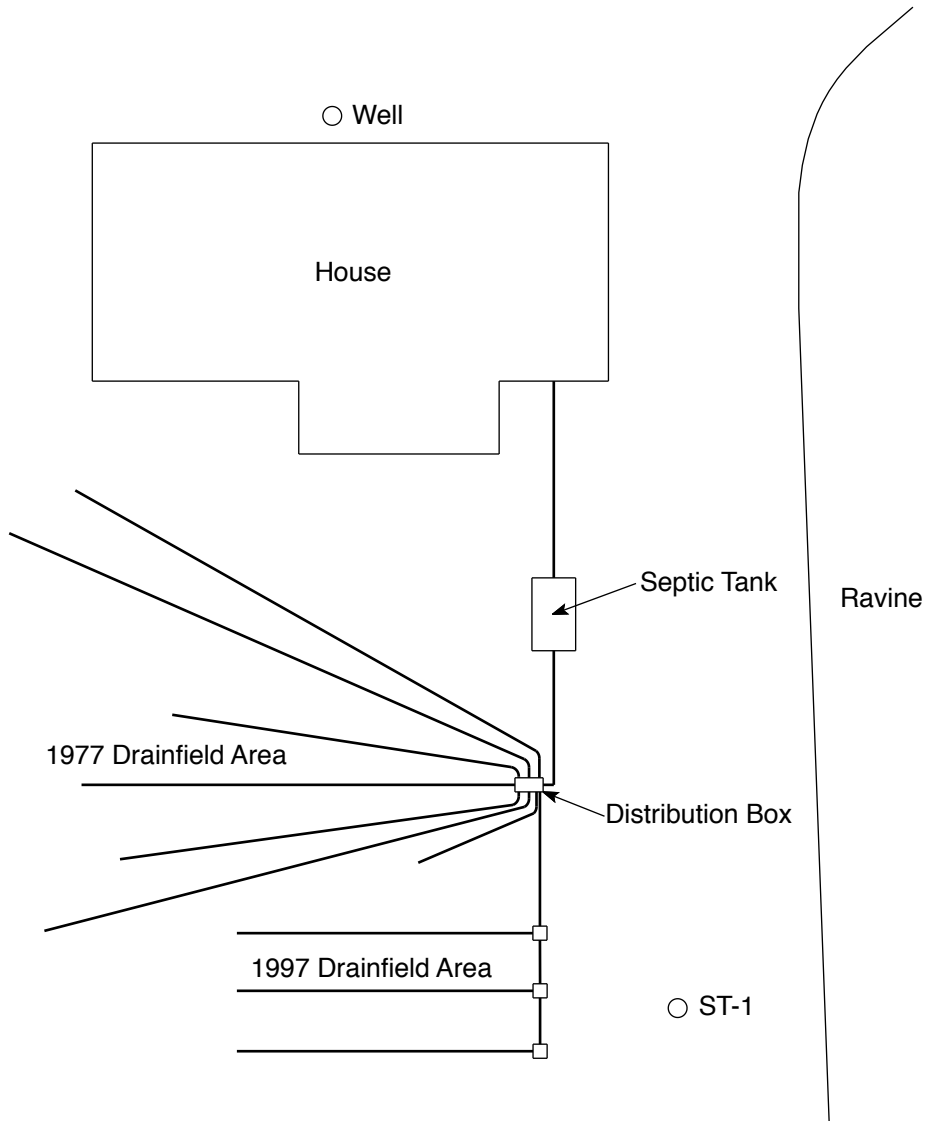 Well
House
Septic Tank
Ravine
1977 Drainfield Area
Distribution Box
1997 Drainfield Area
ST-1